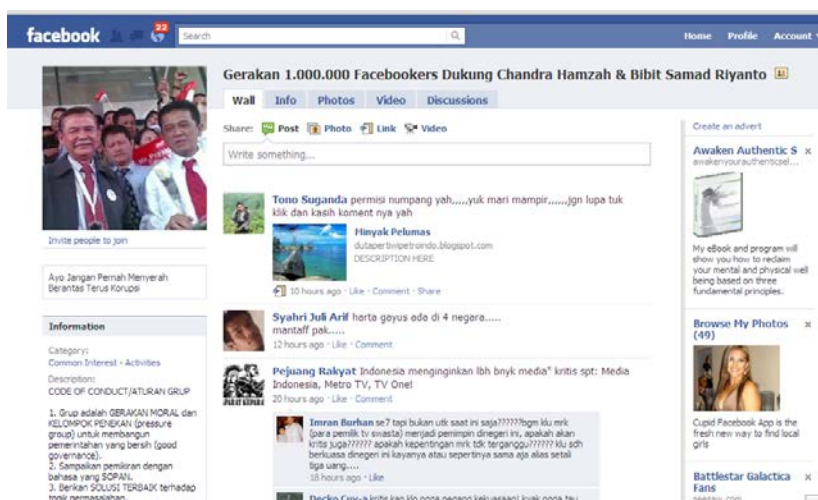 facebook
22
Search
Home Profile Account
Gerakan 1.000.000 Facebookers Dukung Chandra Hamzah & Bibit Samad Riyanto
Wall Info Photos Video Discussions
Share: Post Photo Link Video
Write something...
Invite people to join
Ayo Jangan Pernah Menyerah
Berantas Terus Korupsi
Information
Category:
Common Interest - Activities
Description:
CODE OF CONDUCT/ATURAN GRUP
1. Grup adalah GERAKAN MORAL dan
KELOMPOK PENEKAN (pressure
group) untuk membangun
pemerintahan yang bersih (good
governance).
2. Sampaikan pemikiran dengan
bahasa yang SOPAN.
3. Berikan SOLUSI TERBAIK terhadap
topik permasalahan.
Tono Suganda permisi numpang yah,,,,,yuk mari mampir,,,,,,jgn lupa tuk
klik dan kasih koment nya yah
Minyak Pelumas
dutapertiwipetroindo.blogspot.com
DESCRIPTION HERE
10 hours ago · Like · Comment · Share
Syahri Juli Arif harta gayus ada di 4 negara.....
mantaff pak.....
12 hours ago · Like · Comment
Pejuang Rakyat Indonesia menginginkan lbh bnyk media" kritis spt: Media
Indonesia, Metro TV, TV One!
20 hours ago · Like · Comment
Imran Burhan se7 tapi bukan utk saat ini saja??????bgm klu mrk
(para pemilik tv swasta) menjadi pemimpin dinegeri ini, apakah akan
kritis juga?????? apakah kepentingan mrk tdk terganggu?????? klu sdh
berkuasa dinegeri ini kayanya atau sepertinya sama aja alias setali
tiga uang....
18 hours ago · Like
Create an advert
Awaken Authentic S
awakenyourauthenticsel...
My eBook and program will
show you how to reclaim
your mental and physical well
being based on three
fundamental principles.
Browse My Photos
(49)
Cupid Facebook App is the
fresh new way to find local
girls
Battlestar Galactica
Fans